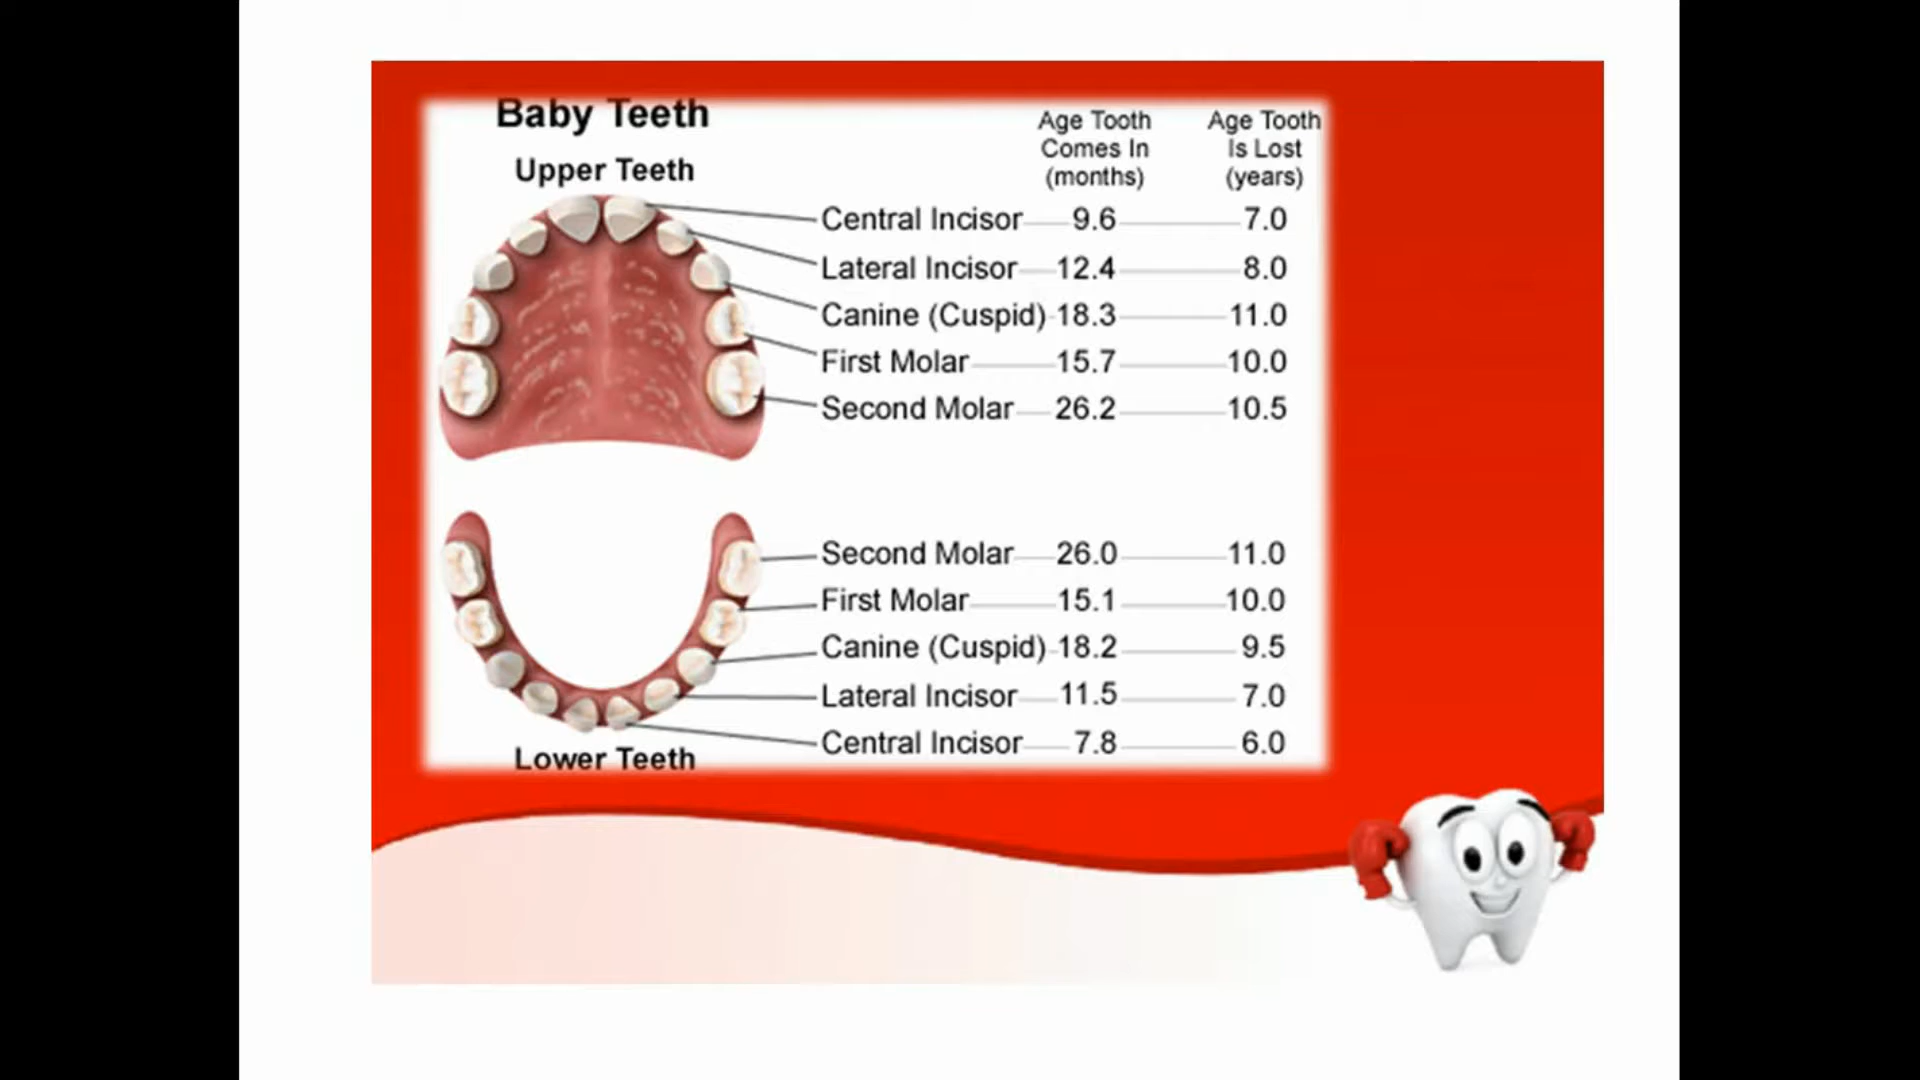 Baby Teeth
Upper Teeth
Age Tooth Comes In (months)
Age Tooth Is Lost (years)
Central Incisor 9.6 7.0
Lateral Incisor 12.4 8.0
Canine (Cuspid) 18.3 11.0
First Molar 15.7 10.0
Second Molar 26.2 10.5
Second Molar 26.0 11.0
First Molar 15.1 10.0
Canine (Cuspid) 18.2 9.5
Lateral Incisor 11.5 7.0
Central Incisor 7.8 6.0
Lower Teeth